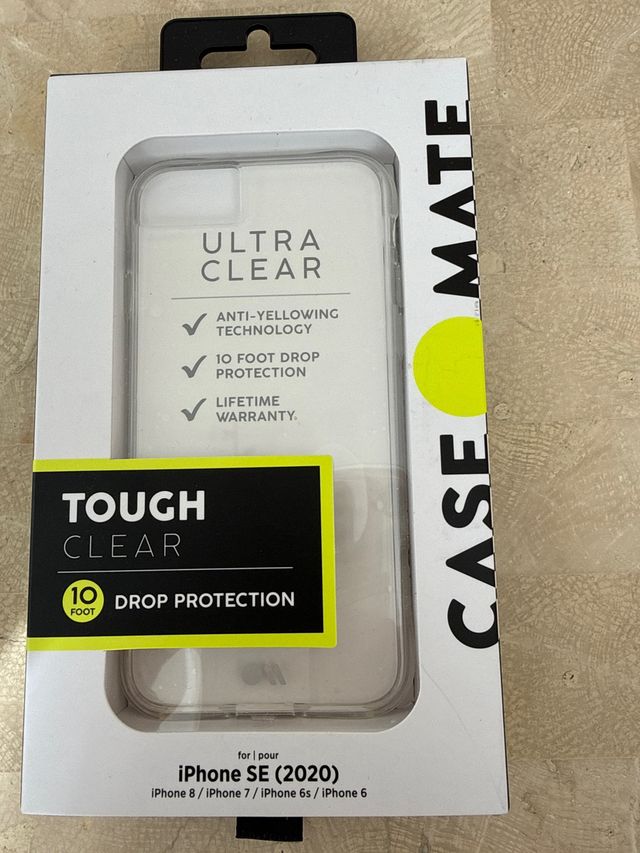 ULTRA
CLEAR
ANTI-YELLOWING
TECHNOLOGY
10 FOOT DROP
PROTECTION
LIFETIME
WARRANTY.
TOUGH
CLEAR
10
FOOT
DROP PROTECTION
CASE MATE
for | pour
iPhone SE (2020)
iPhone 8 / iPhone 7 / iPhone 6s / iPhone 6